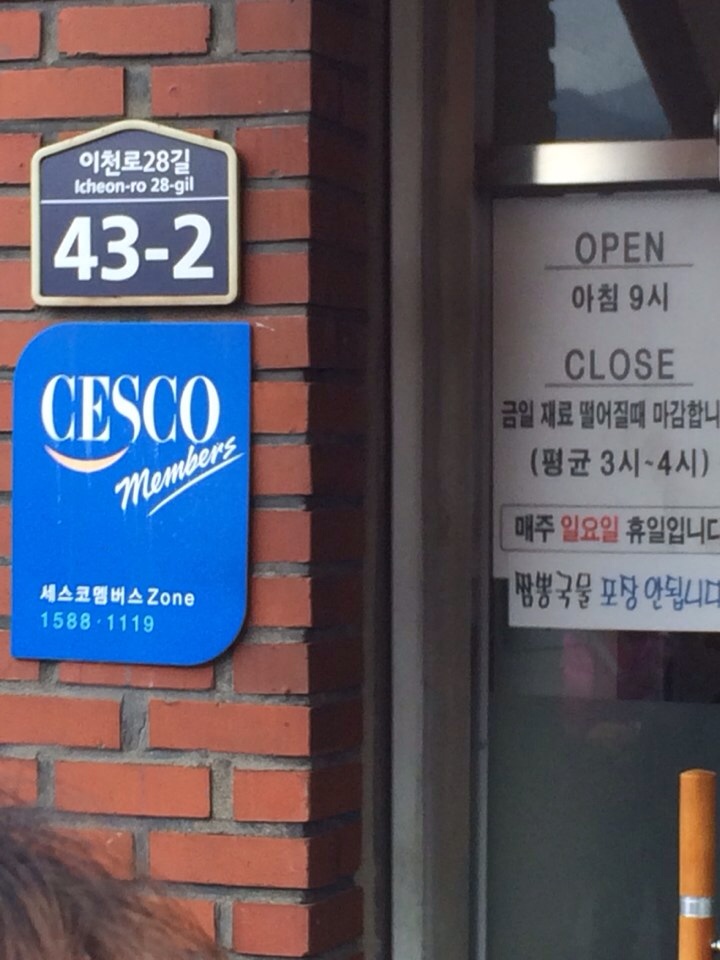 이천로28길
Icheon-ro 28-gil
43-2
CESCO
Members
세스코멤버스Zone
1588·1119
OPEN
아침 9시
CLOSE
금일 재료 떨어질때 마감합니
(평균 3시~4시)
매주 일요일 휴일입니다
짬뽕국물 포장 안됩니다